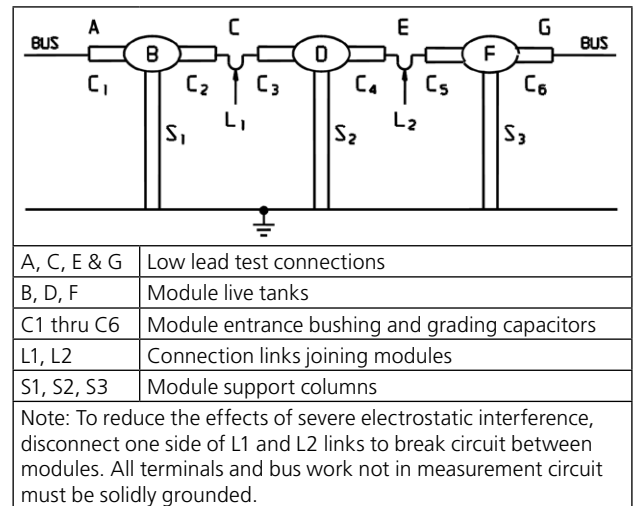 A C E G
BUS B D F BUS
C1 C2 C3 C4 C5 C6
L1 L2
S1 S2 S3
A, C, E & G Low lead test connections
B, D, F Module live tanks
C1 thru C6 Module entrance bushing and grading capacitors
L1, L2 Connection links joining modules
S1, S2, S3 Module support columns
Note: To reduce the effects of severe electrostatic interference,
disconnect one side of L1 and L2 links to break circuit between
modules. All terminals and bus work not in measurement circuit
must be solidly grounded.